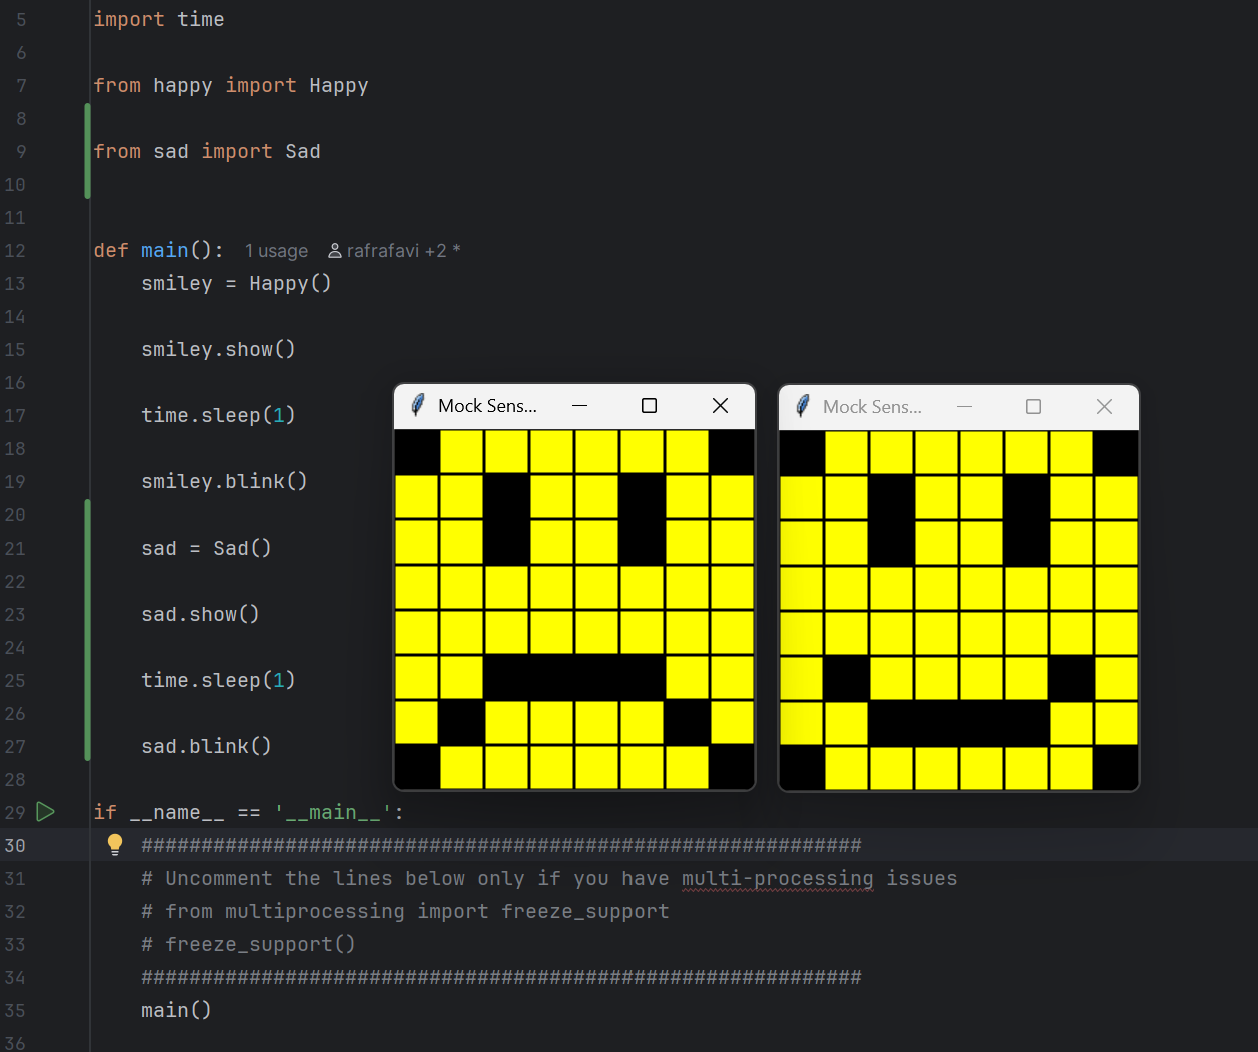 5 import time
6
7 from happy import Happy
8
9 from sad import Sad
10
11
12 def main(): 1 usage rafrafavi +2 *
13 smiley = Happy()
14
15 smiley.show()
16
17 time.sleep(1)
18
19 smiley.blink()
20
21 sad = Sad()
22
23 sad.show()
24
25 time.sleep(1)
26
27 sad.blink()
28
29 if __name__ == '__main__':
30 ############################################################
31 # Uncomment the lines below only if you have multi-processing issues
32 # from multiprocessing import freeze_support
33 # freeze_support()
34 ############################################################
35 main()
36
Mock Sens...
Mock Sens...